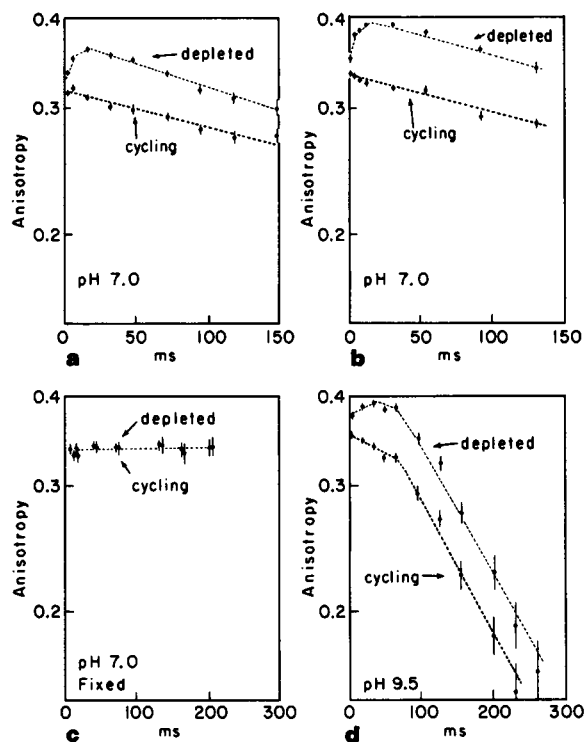 0.4
0.3
0.2
Anisotropy
depleted
cycling
pH 7.0
0 50 100 150
ms
a
0.4
0.3
0.2
Anisotropy
depleted
cycling
pH 7.0
0 50 100 150
ms
b
0.4
0.3
0.2
Anisotropy
depleted
cycling
pH 7.0
Fixed
0 100 200 300
ms
c
0.4
0.3
0.2
Anisotropy
depleted
cycling
pH 9.5
0 100 200 300
ms
d